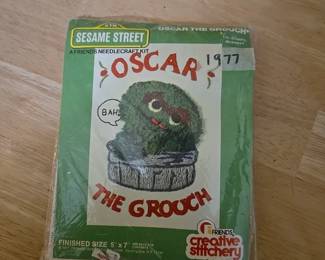 SESAME STREET
OSCAR THE GROUCH
A FRIENDS NEEDLECRAFT KIT
1977
OSCAR
BAH!
THE GROUCH
FINISHED SIZE 5" x 7"
FRIENDS
creative
stitchery